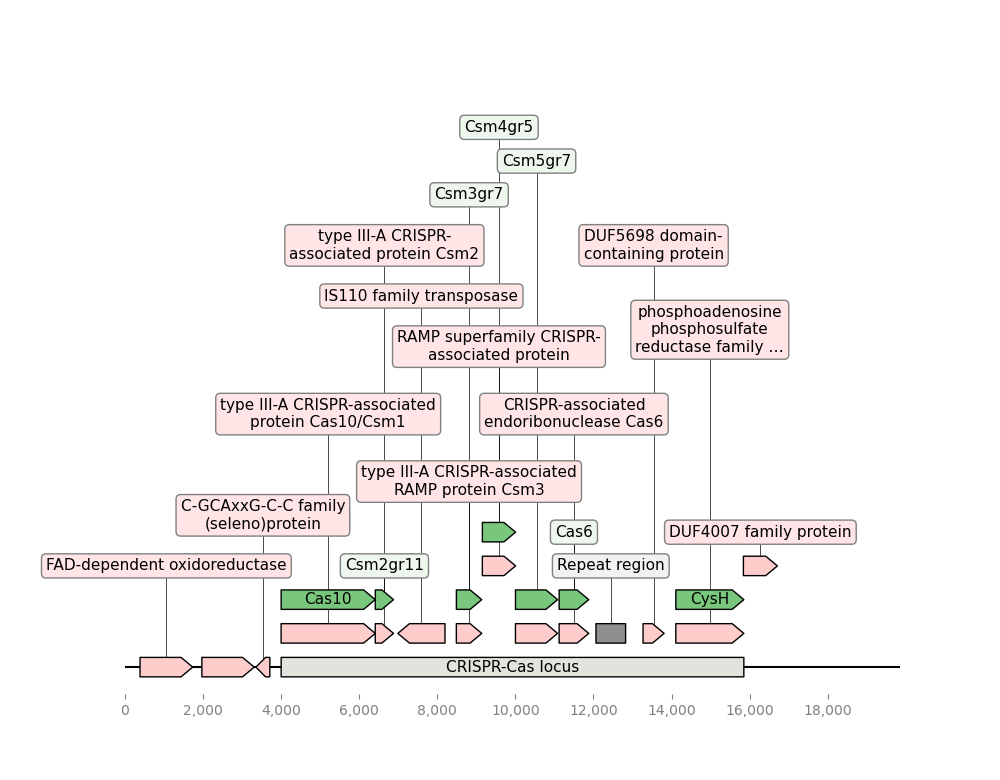 Csm4gr5
Csm5gr7
Csm3gr7
type III-A CRISPR-
associated protein Csm2
DUF5698 domain-
containing protein
IS110 family transposase
phosphoadenosine
phosphosulfate
reductase family ...
RAMP superfamily CRISPR-
associated protein
type III-A CRISPR-associated
protein Cas10/Csm1
CRISPR-associated
endoribonuclease Cas6
type III-A CRISPR-associated
RAMP protein Csm3
C-GCAxxG-C-C family
(seleno)protein
Cas6
DUF4007 family protein
FAD-dependent oxidoreductase
Csm2gr11
Repeat region
Cas10
CysH
CRISPR-Cas locus
0 2,000 4,000 6,000 8,000 10,000 12,000 14,000 16,000 18,000